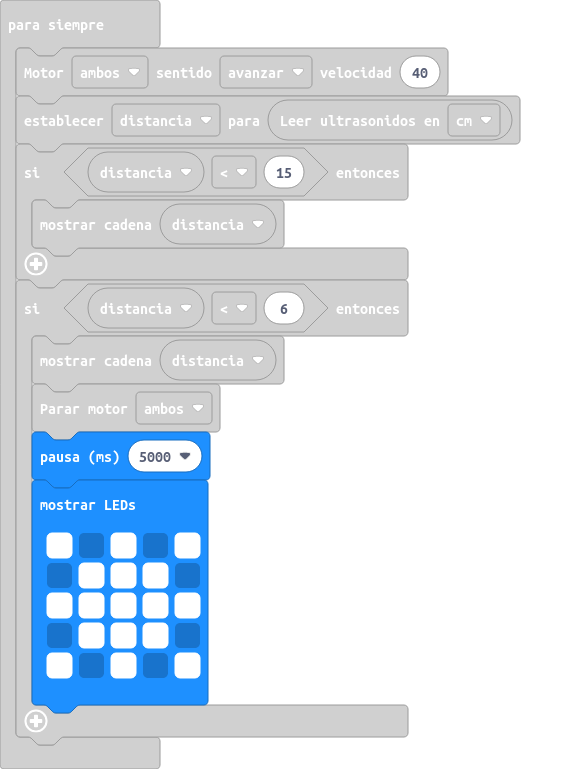 para siempre
Motor ambos sentido avanzar velocidad 40
establecer distancia para Leer ultrasonidos en cm
si distancia < 15 entonces
mostrar cadena distancia
si distancia < 6 entonces
mostrar cadena distancia
Parar motor ambos
pausa (ms) 5000
mostrar LEDs